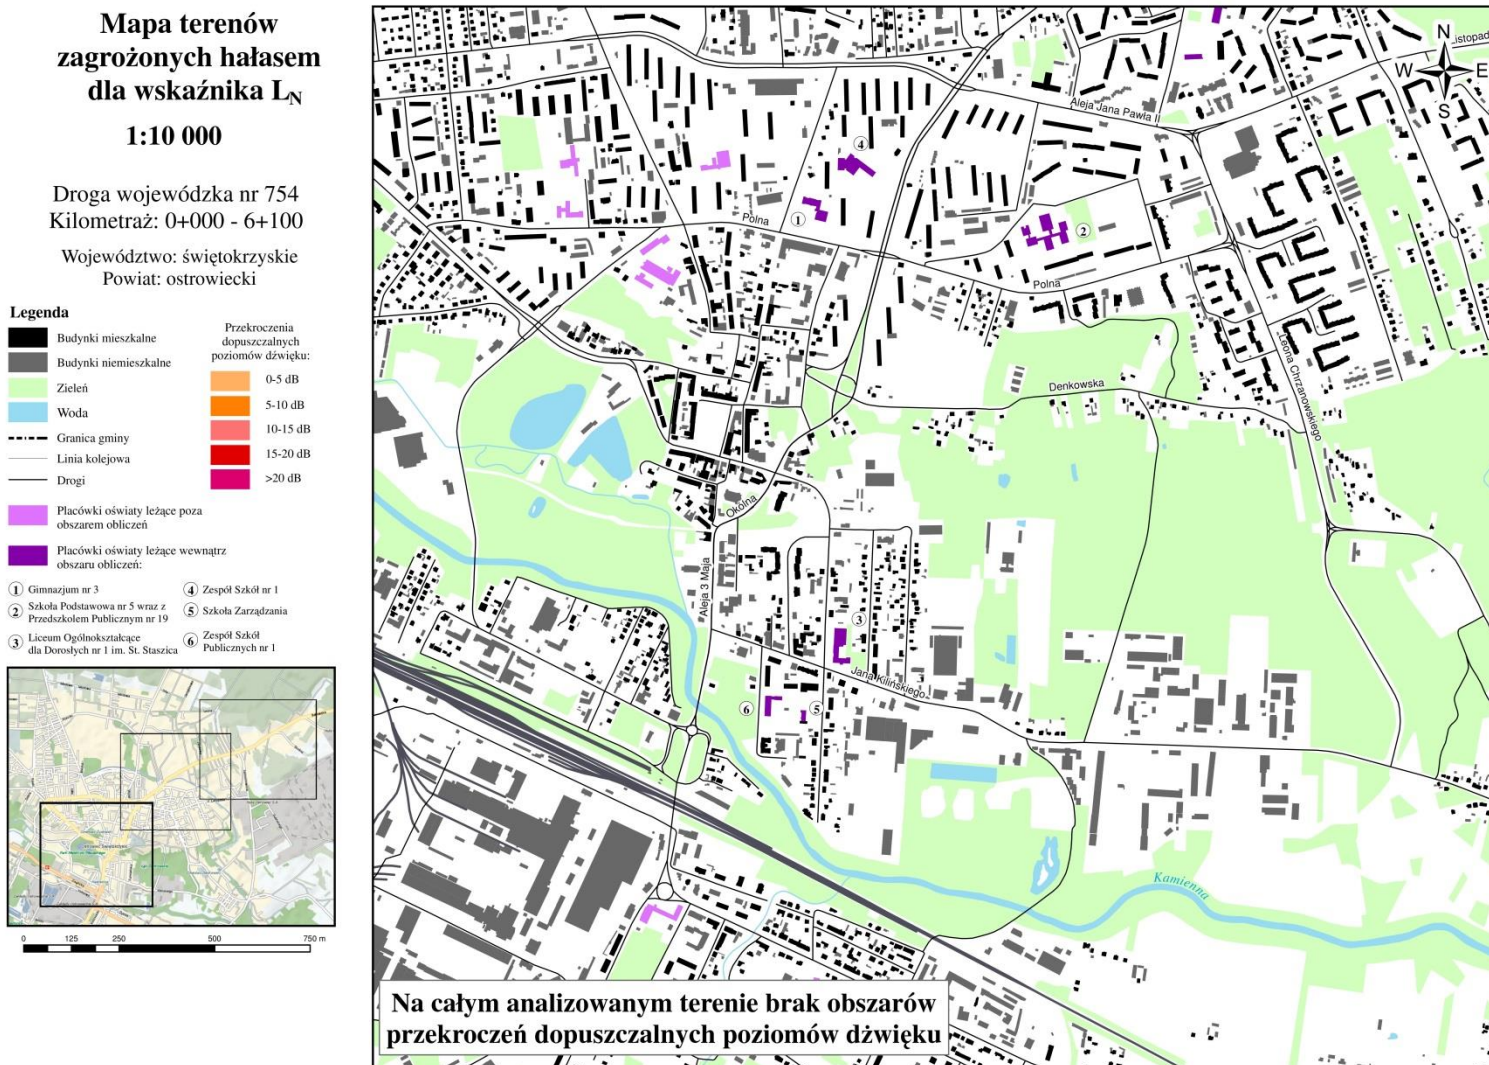 Mapa terenów
zagrożonych hałasem
dla wskaźnika LN
1:10 000
Droga wojewódzka nr 754
Kilometraż: 0+000 - 6+100
Województwo: świętokrzyskie
Powiat: ostrowiecki
Legenda
Budynki mieszkalne
Budynki niemieszkalne
Zieleń
Woda
Granica gminy
Linia kolejowa
Drogi
Przekroczenia
dopuszczalnych
poziomów dźwięku:
0-5 dB
5-10 dB
10-15 dB
15-20 dB
>20 dB
Placówki oświaty leżące poza
obszarem obliczeń
Placówki oświaty leżące wewnątrz
obszaru obliczeń:
1 Gimnazjum nr 3
2 Szkoła Podstawowa nr 5 wraz z
Przedszkolem Publicznym nr 19
3 Liceum Ogólnokształcące
dla Dorosłych nr 1 im. St. Staszica
4 Zespół Szkół nr 1
5 Szkoła Zarządzania
6 Zespół Szkół
Publicznych nr 1
0 125 250 500 750 m
N
W E
S
Listopad
Aleja Jana Pawła II
4
1
Polna
2
Polna
Leona Chrzanowskiego
Denkowska
Okólna
Aleja 3 Maja
3
Jana Kilińskiego
6
5
Kamienna
Na całym analizowanym terenie brak obszarów
przekroczeń dopuszczalnych poziomów dźwięku